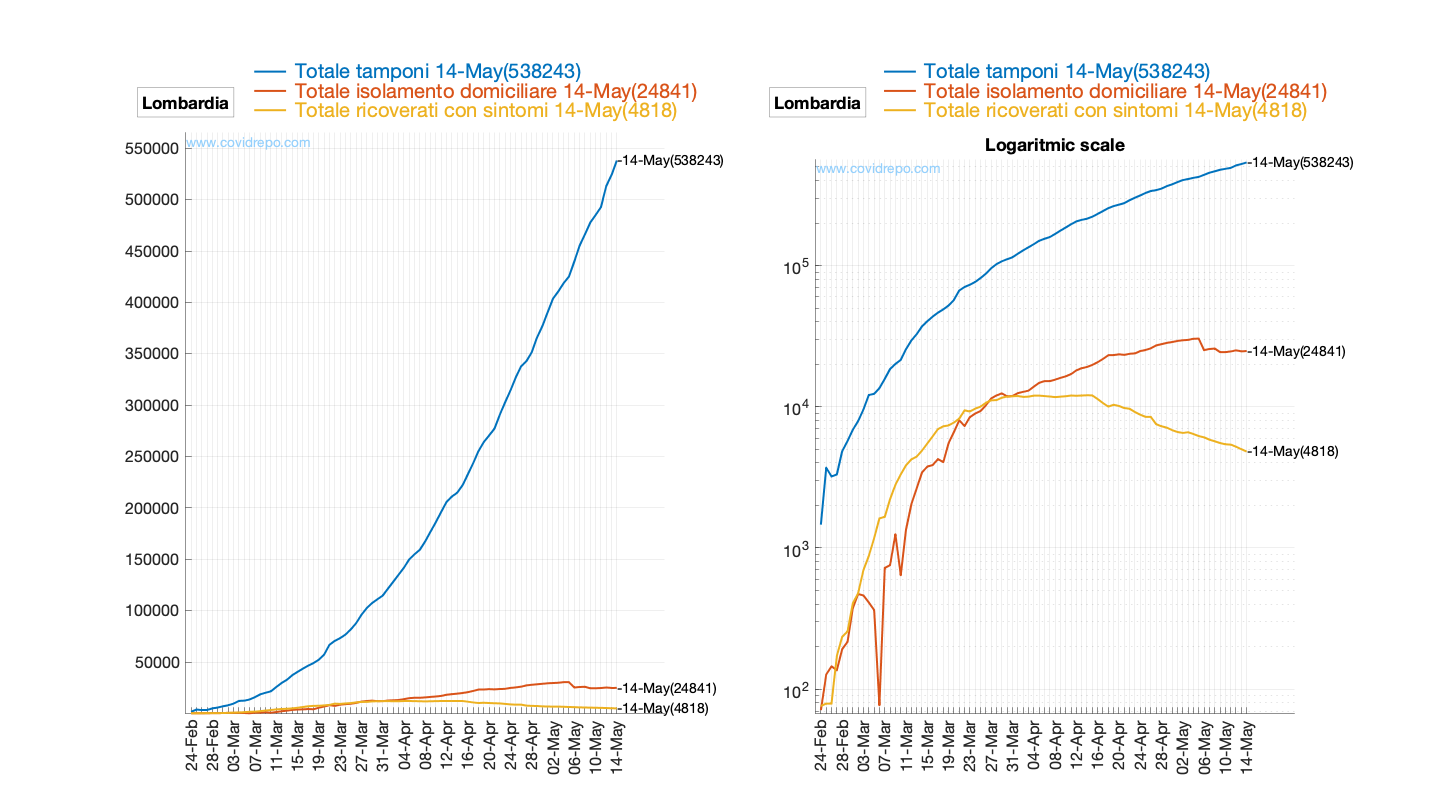 Totale tamponi 14-May(538243)
Totale isolamento domiciliare 14-May(24841)
Totale ricoverati con sintomi 14-May(4818)
Lombardia
www.covidrepo.com
550000
500000
450000
400000
350000
300000
250000
200000
150000
100000
50000
-14-May(538243)
-14-May(24841)
-14-May(4818)
24-Feb
28-Feb
03-Mar
07-Mar
11-Mar
15-Mar
19-Mar
23-Mar
27-Mar
31-Mar
04-Apr
08-Apr
12-Apr
16-Apr
20-Apr
24-Apr
28-Apr
02-May
06-May
10-May
14-May
Totale tamponi 14-May(538243)
Totale isolamento domiciliare 14-May(24841)
Totale ricoverati con sintomi 14-May(4818)
Lombardia
Logaritmic scale
www.covidrepo.com
10^5
10^4
10^3
10^2
-14-May(538243)
-14-May(24841)
-14-May(4818)
24-Feb
28-Feb
03-Mar
07-Mar
11-Mar
15-Mar
19-Mar
23-Mar
27-Mar
31-Mar
04-Apr
08-Apr
12-Apr
16-Apr
20-Apr
24-Apr
28-Apr
02-May
06-May
10-May
14-May